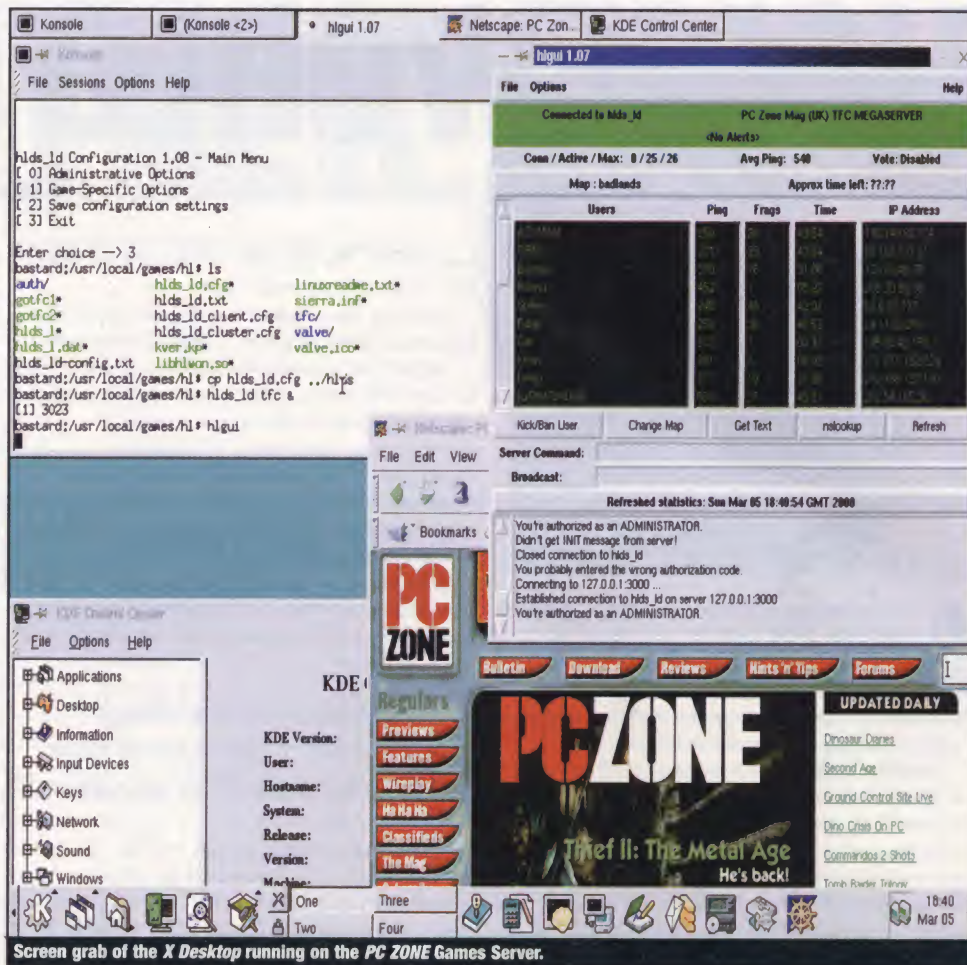 Konsole
(Konsole <2>)
hlgui 1.07
Netscape: PC Zon..
KDE Control Center
Konsole
File Sessions Options Help
hlds_ld Configuration 1.08 - Main Menu
[ 0] Administrative Options
[ 1] Game-Specific Options
[ 2] Save configuration settings
[ 3] Exit
Enter choice --> 3
bastard:/usr/local/games/hl$ ls
auth/ hlds_ld.cfg* linuxreadme.txt*
gotfc1* hlds_ld.txt sierra.inf*
gotfc2* hlds_ld_client.cfg tfc/
hlds_l* hlds_ld_cluster.cfg valve/
hlds_l.dat* kver.kp* valve.ico*
hlds_ld-config.txt libhlwon.so*
bastard:/usr/local/games/hl$ cp hlds_ld.cfg ../hlds
bastard:/usr/local/games/hl$ hlds_ld tfc &
[1] 3023
bastard:/usr/local/games/hl$ hlgui
hlgui 1.07
File Options Help
Connected to hlds_ld PC Zone Mag (UK) TFC MEGASERVER
<No Alerts>
Conn / Active / Max: 0 / 25 / 26 Avg Ping: 540 Vote: Disabled
Map : badlands Approx time left: ??:??
Users Ping Frags Time IP Address
Kick/Ban User Change Map Get Text nslookup Refresh
Server Command:
Broadcast:
Refreshed statistics: Sun Mar 05 18:40:54 GMT 2000
You're authorized as an ADMINISTRATOR.
Didn't get INIT message from server!
Closed connection to hlds_ld
You probably entered the wrong authorization code.
Connecting to 127.0.0.1:3000 ...
Established connection to hlds_ld on server 127.0.0.1:3000
You're authorized as an ADMINISTRATOR.
Netscape: P
File Edit View
Bookmarks
PC
ZONE
Bulletin Download Reviews Hints 'n' Tips Forums
Regulars
Previews
Features
Wireplay
Ha Ha Ha
Classifieds
The Mag
PCZONE
Thief II: The Metal Age
He's back!
UPDATED DAILY
Dinosaur Diaries
Second Age
Ground Control Site Live
Dino Crisis On PC
Commandos 2 Shots
Tomb Raider Trilogy
KDE Control Center
File Options Help
Applications
Desktop
Information
Input Devices
Keys
Network
Sound
Windows
KDE
KDE Version:
User:
Hostname:
System:
Release:
Version:
Machine:
One
Two
Three
Four
18:40
Mar 05
Screen grab of the X Desktop running on the PC ZONE Games Server.